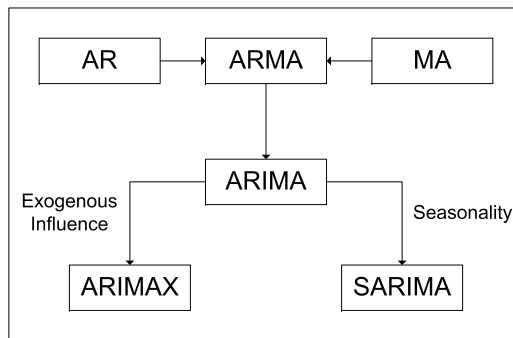 AR
ARMA
MA
ARIMA
Exogenous
Influence
Seasonality
ARIMAX
SARIMA